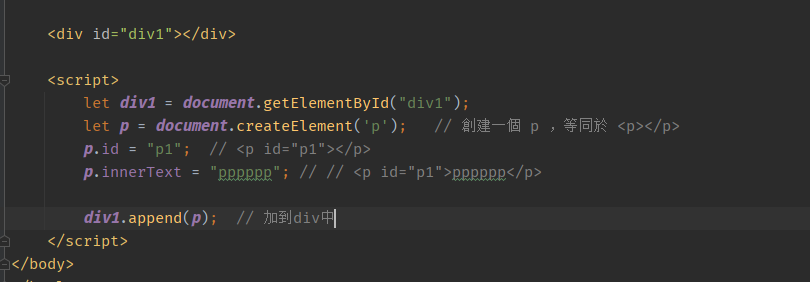 <div id="div1"></div>
<script>
let div1 = document.getElementById("div1");
let p = document.createElement('p');   // 創建一個 p ，等同於 <p></p>
p.id = "p1";  // <p id="p1"></p>
p.innerText = "pppppp"; // // <p id="p1">pppppp</p>
div1.append(p);  // 加到div中
</script>
</body>